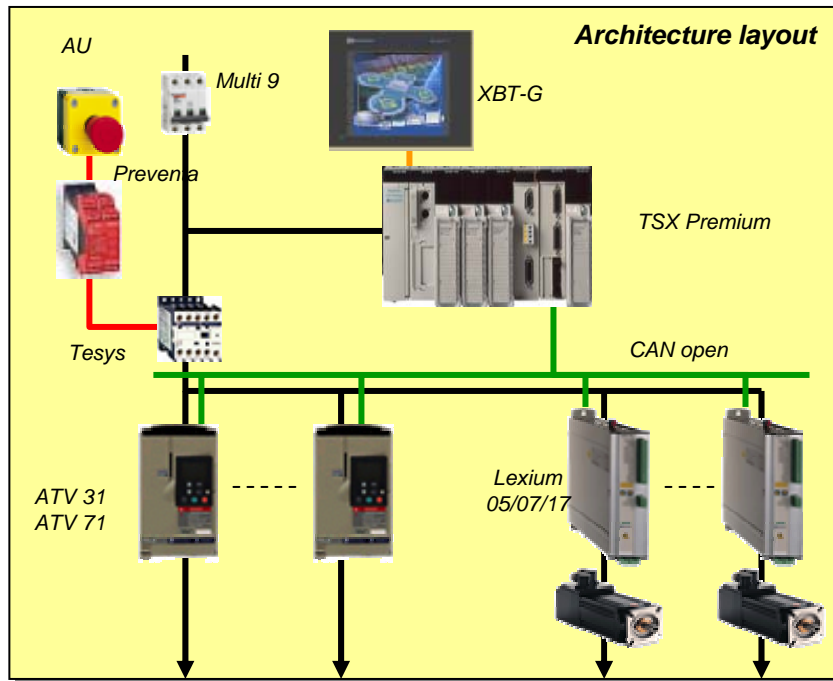 Architecture layout
AU
Multi 9
XBT-G
Preventa
TSX Premium
Tesys
CAN open
ATV 31
ATV 71
Lexium
05/07/17